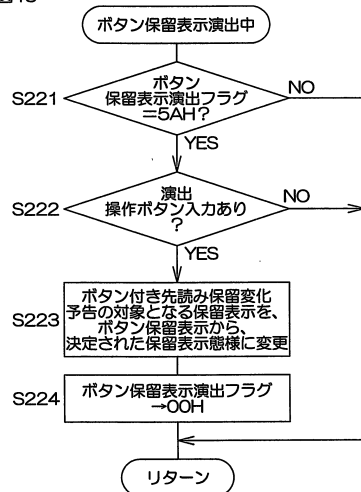 ボタン保留表示演出中
S221
ボタン
保留表示演出フラグ
=5AH?
NO
YES
S222
演出
操作ボタン入力あり
?
NO
YES
S223
ボタン付き先読み保留変化
予告の対象となる保留表示を、
ボタン保留表示から、
決定された保留表示態様に変更
S224
ボタン保留表示演出フラグ
→00H
リターン